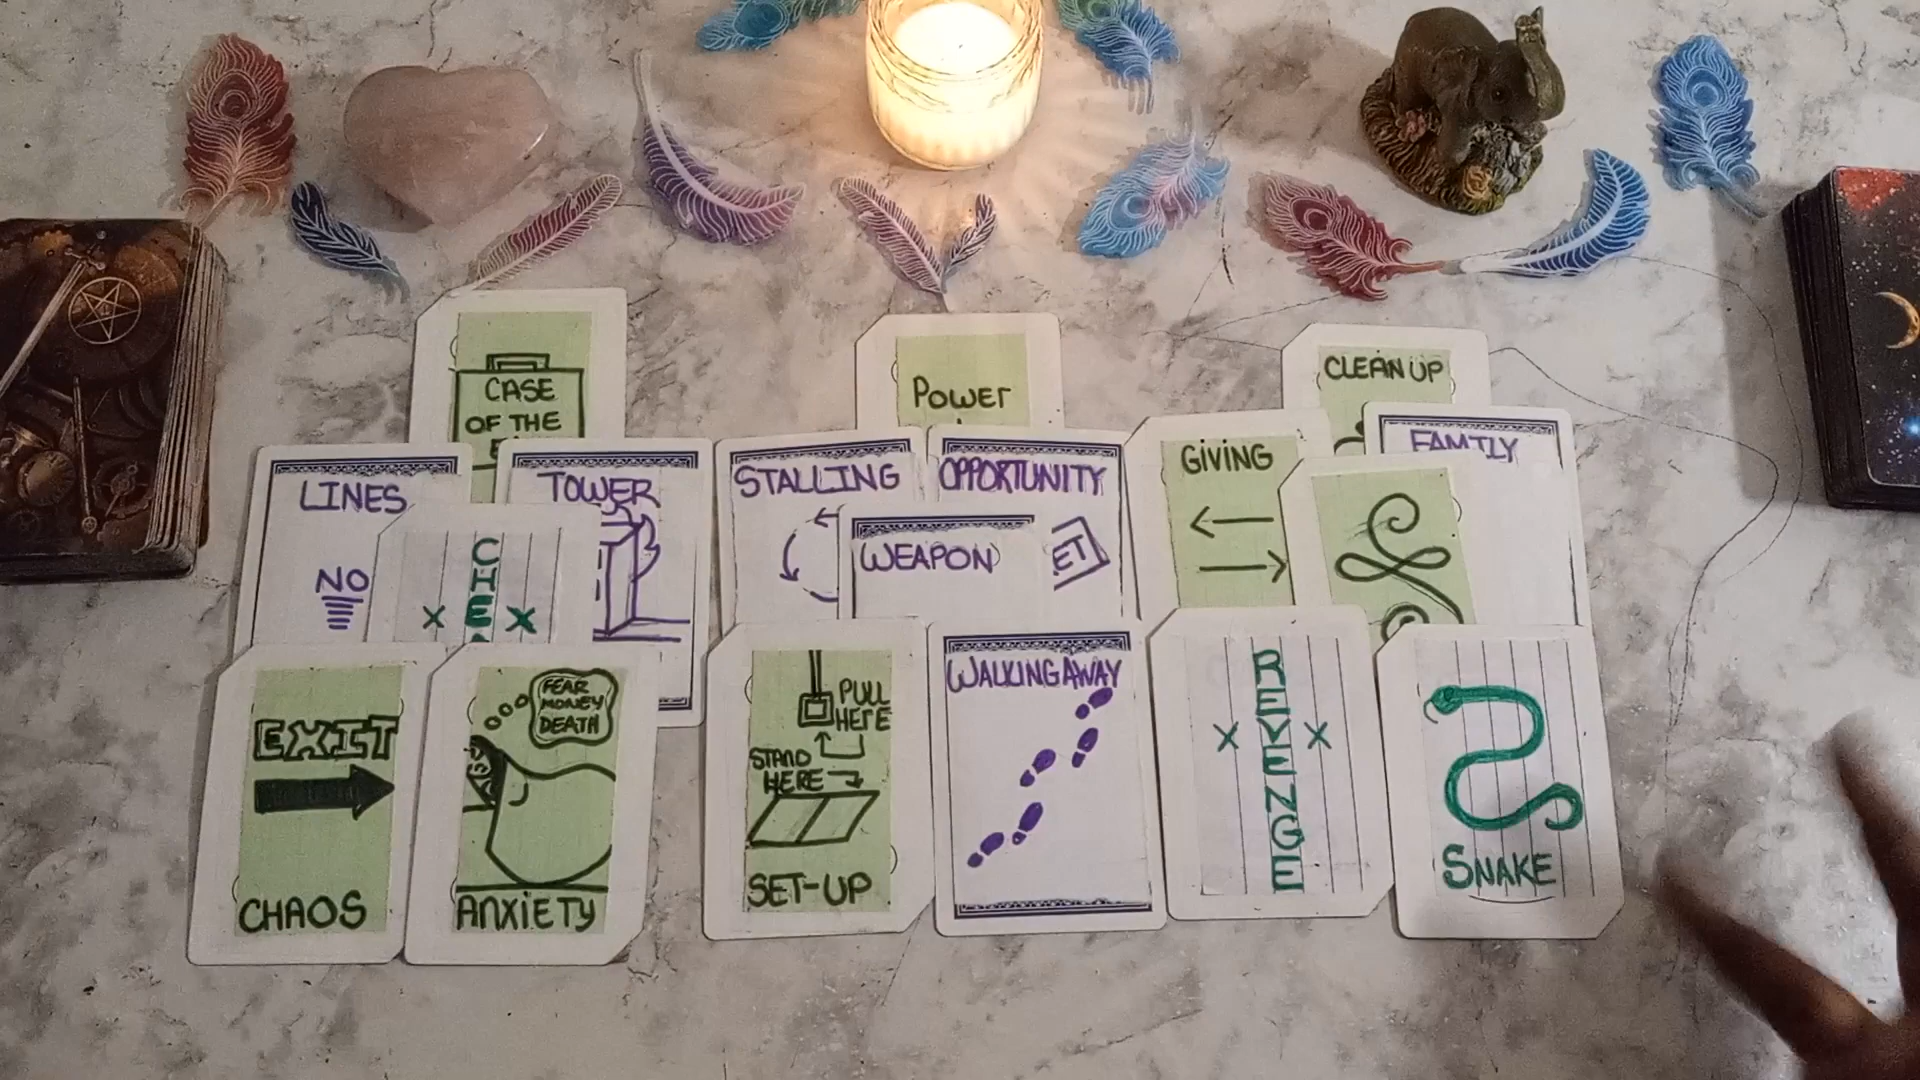 CASE
OF THE
Power
CLEAN UP
LINES
NO
TOWER
STALLING
OPPORTUNITY
GIVING
FAMILY
WEAPON
EXIT
CHAOS
FEAR
MONEY
DEATH
ANXIETY
PULL
HERE
STAND
HERE
SET-UP
WALKING AWAY
X REVENGE X
SNAKE